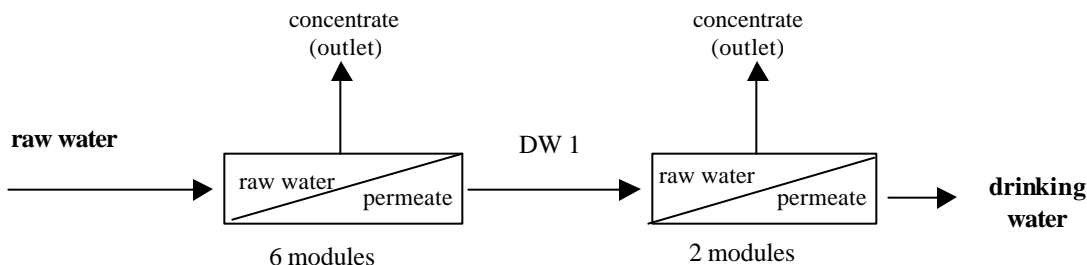 concentrate
(outlet)
concentrate
(outlet)
raw water
DW 1
raw water
permeate
raw water
permeate
drinking
water
6 modules
2 modules